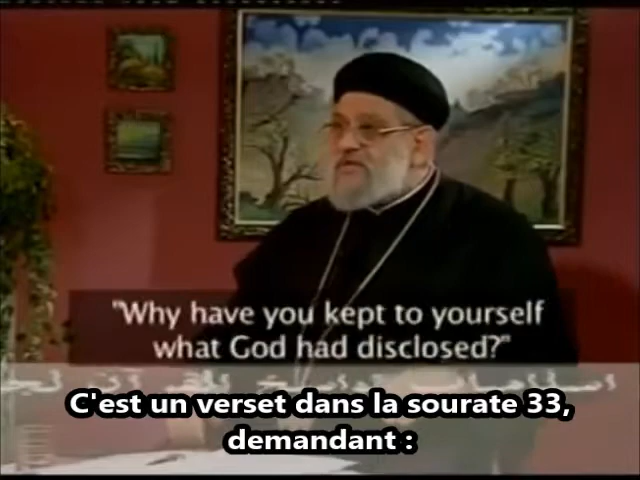 "Why have you kept to yourself
what God had disclosed?"
C'est un verset dans la sourate 33,
demandant :